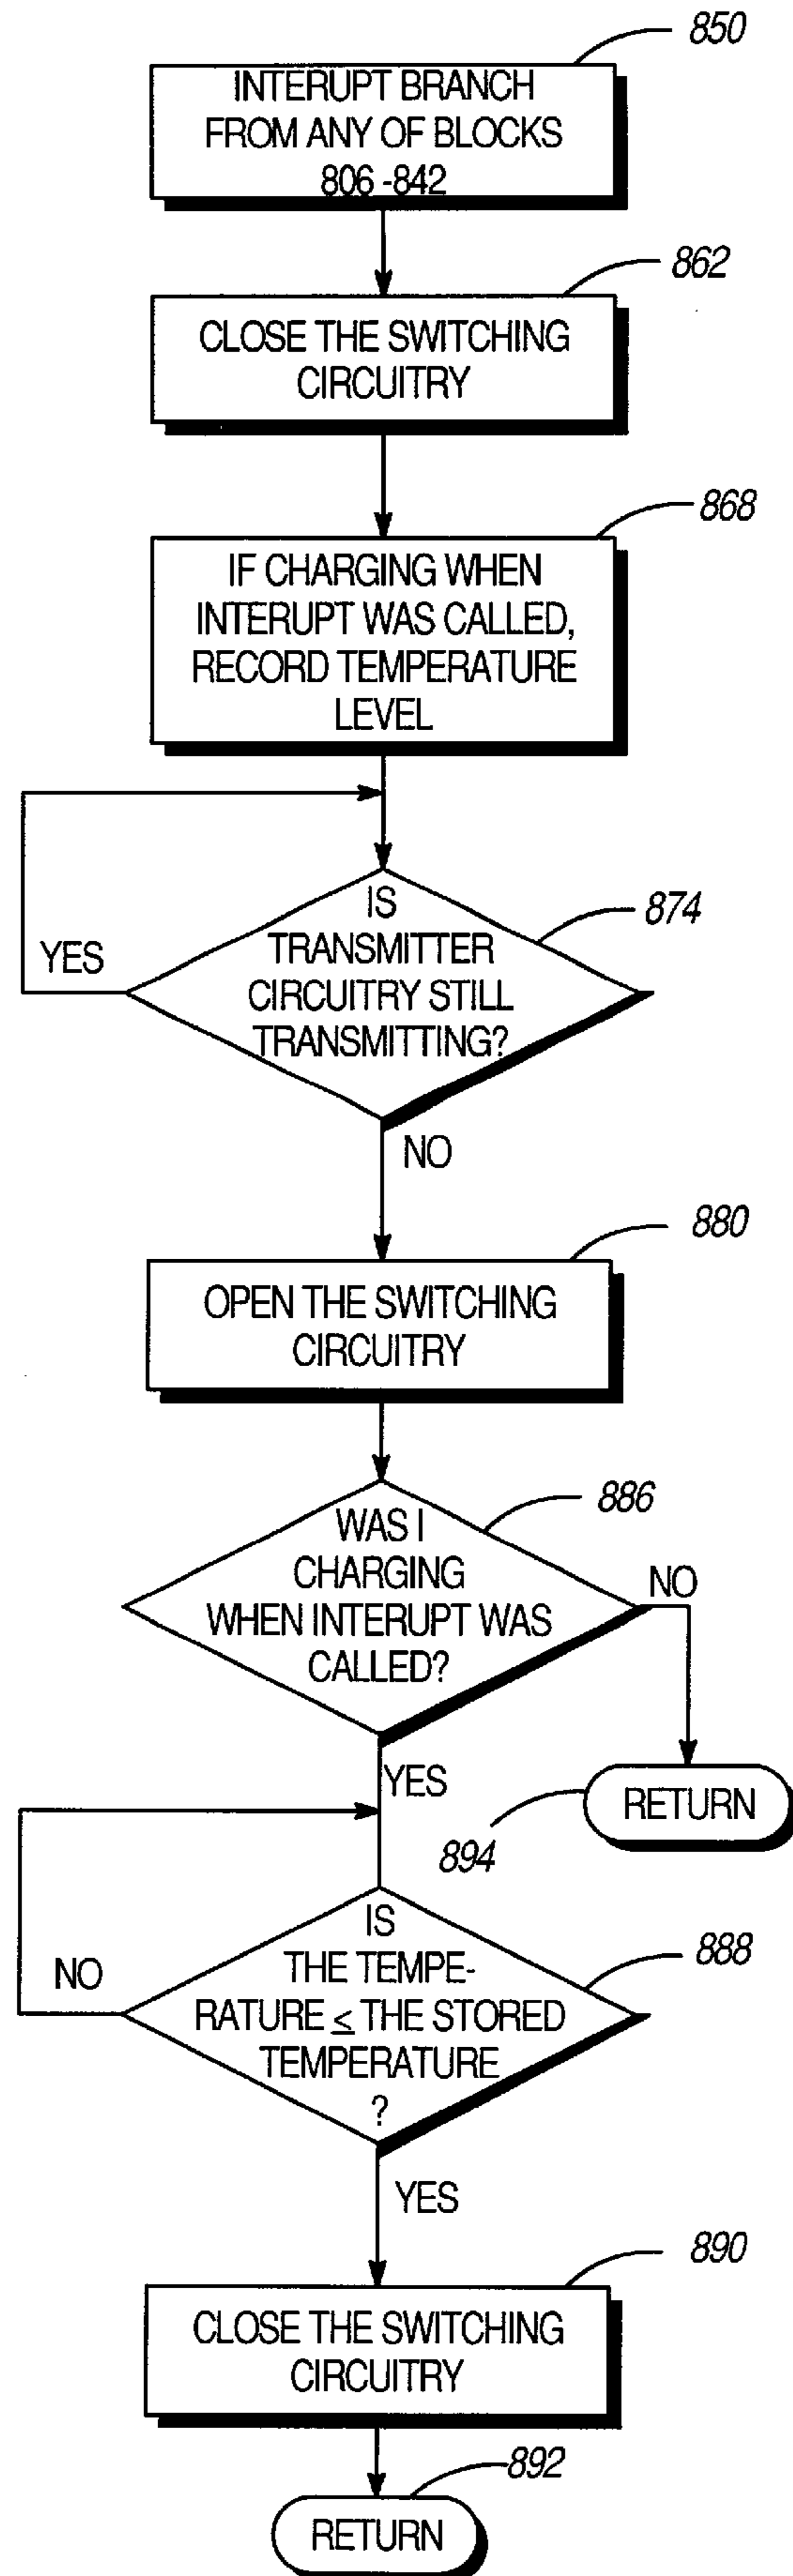 850
INTERUPT BRANCH
FROM ANY OF BLOCKS
806 -842
862
CLOSE THE SWITCHING
CIRCUITRY
868
IF CHARGING WHEN
INTERUPT WAS CALLED,
RECORD TEMPERATURE
LEVEL
874
IS
TRANSMITTER
CIRCUITRY STILL
TRANSMITTING?
YES
NO
880
OPEN THE SWITCHING
CIRCUITRY
886
WAS I
CHARGING
WHEN INTERUPT WAS
CALLED?
NO
YES
RETURN
894
888
IS
THE TEMPE-
RATURE ≤ THE STORED
TEMPERATURE
?
NO
YES
890
CLOSE THE SWITCHING
CIRCUITRY
892
RETURN